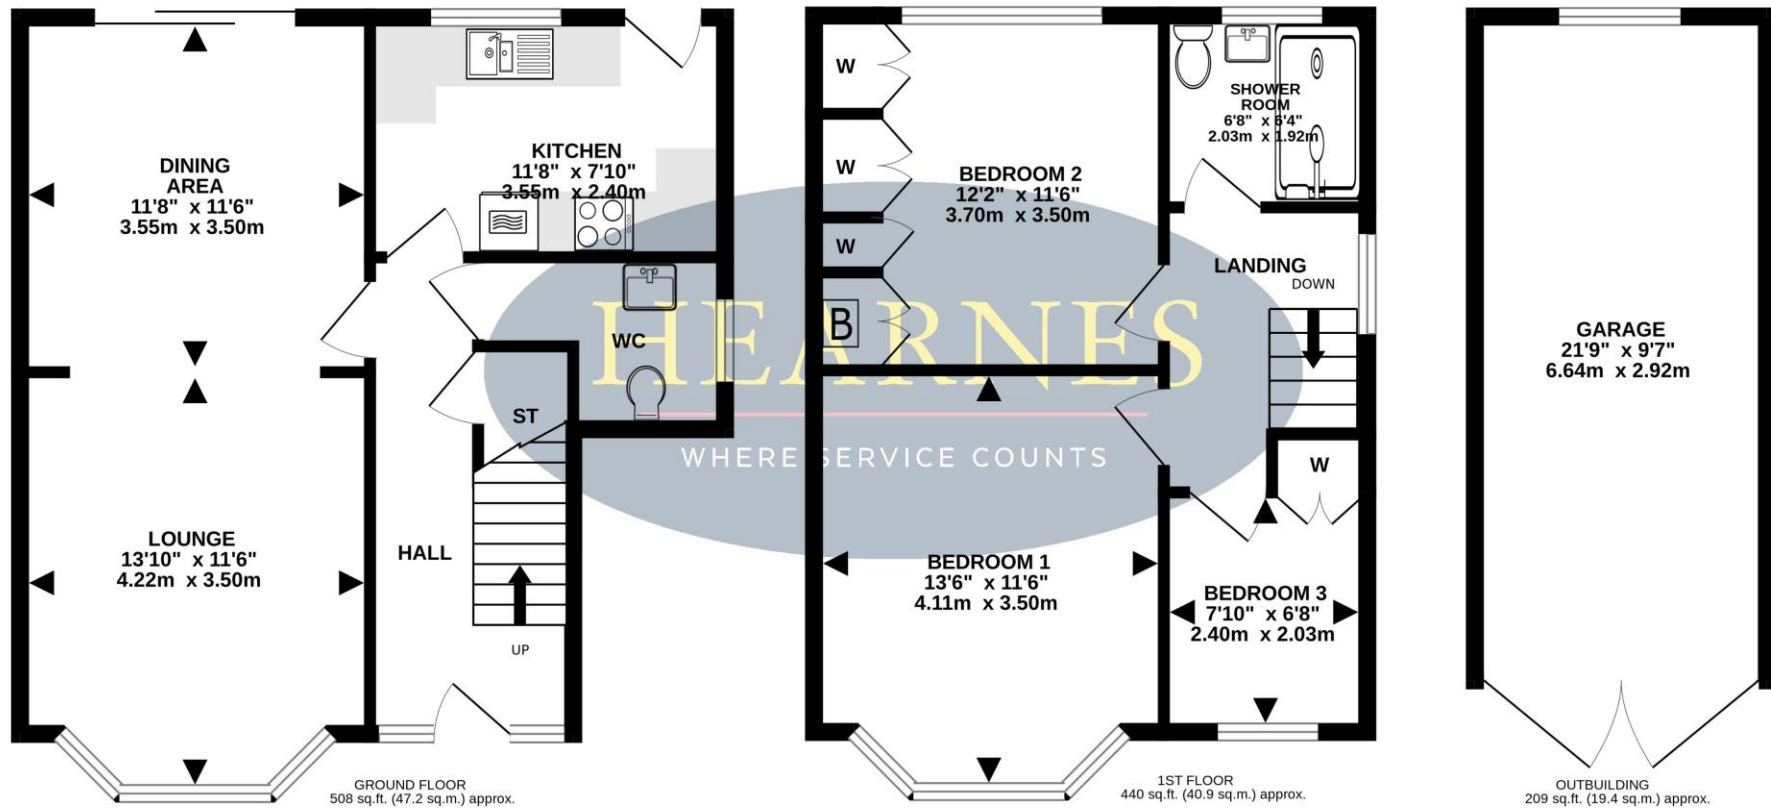 DINING
AREA
11'8" x 11'6"
3.55m x 3.50m
KITCHEN
11'8" x 7'10"
3.55m x 2.40m
WC
ST
LOUNGE
13'10" x 11'6"
4.22m x 3.50m
HALL
UP
GROUND FLOOR
508 sq.ft. (47.2 sq.m.) approx.
HEARNES
WHERE SERVICE COUNTS
W
W
W
B
BEDROOM 2
12'2" x 11'6"
3.70m x 3.50m
SHOWER
ROOM
6'8" x 6'4"
2.03m x 1.92m
LANDING
DOWN
W
BEDROOM 1
13'6" x 11'6"
4.11m x 3.50m
BEDROOM 3
7'10" x 6'8"
2.40m x 2.03m
1ST FLOOR
440 sq.ft. (40.9 sq.m.) approx.
GARAGE
21'9" x 9'7"
6.64m x 2.92m
OUTBUILDING
209 sq.ft. (19.4 sq.m.) approx.